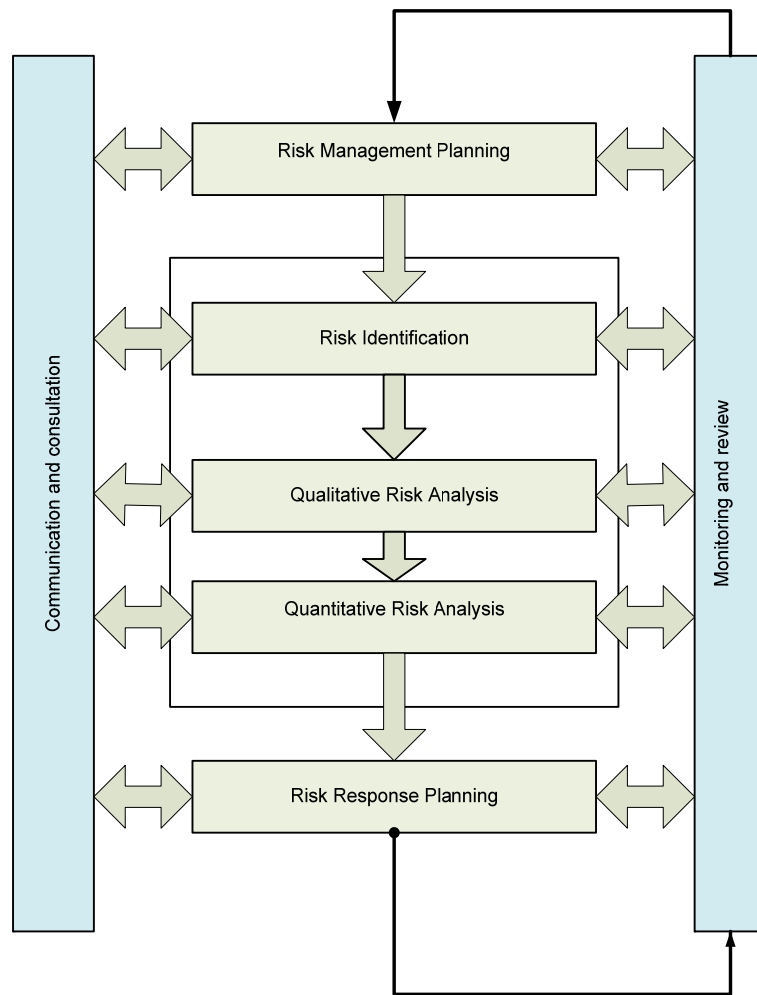 Risk Management Planning
Risk Identification
Communication and consultation
Monitoring and review
Qualitative Risk Analysis
Quantitative Risk Analysis
Risk Response Planning